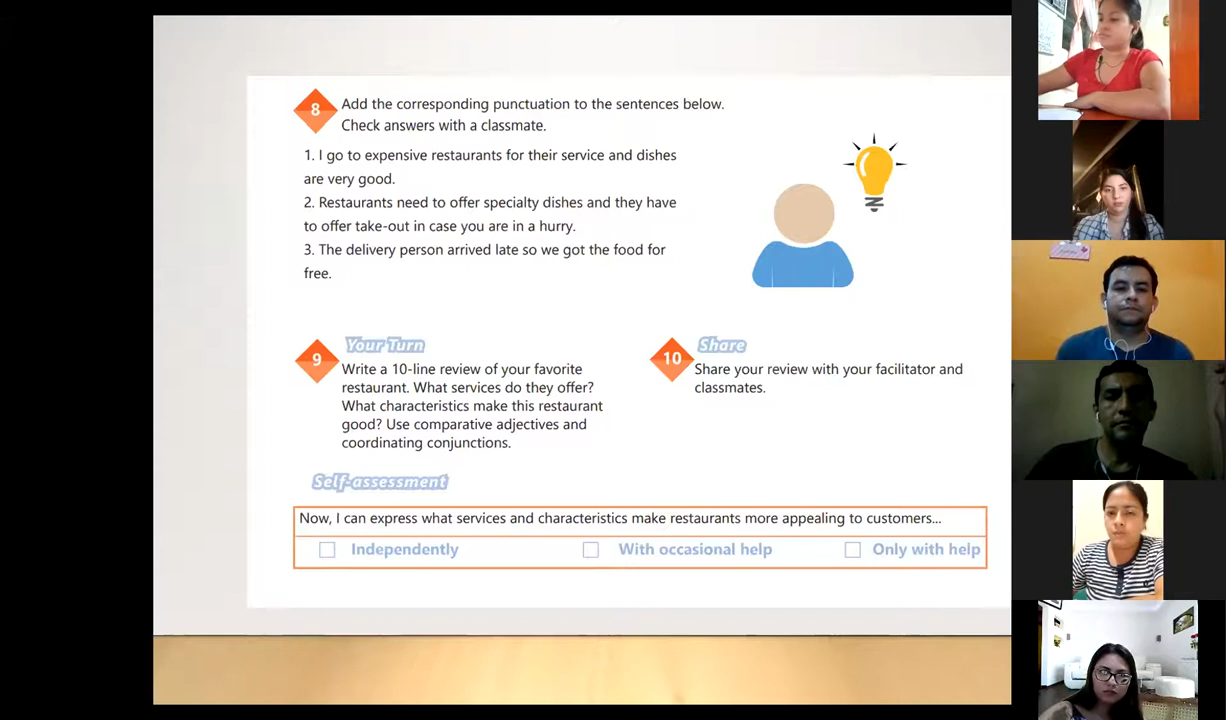 8
Add the corresponding punctuation to the sentences below.
Check answers with a classmate.
1. I go to expensive restaurants for their service and dishes
are very good.
2. Restaurants need to offer specialty dishes and they have
to offer take-out in case you are in a hurry.
3. The delivery person arrived late so we got the food for
free.
9
Your Turn
Write a 10-line review of your favorite
restaurant. What services do they offer?
What characteristics make this restaurant
good? Use comparative adjectives and
coordinating conjunctions.
10
Share
Share your review with your facilitator and
classmates.
Self-assessment
Now, I can express what services and characteristics make restaurants more appealing to customers...
Independently
With occasional help
Only with help